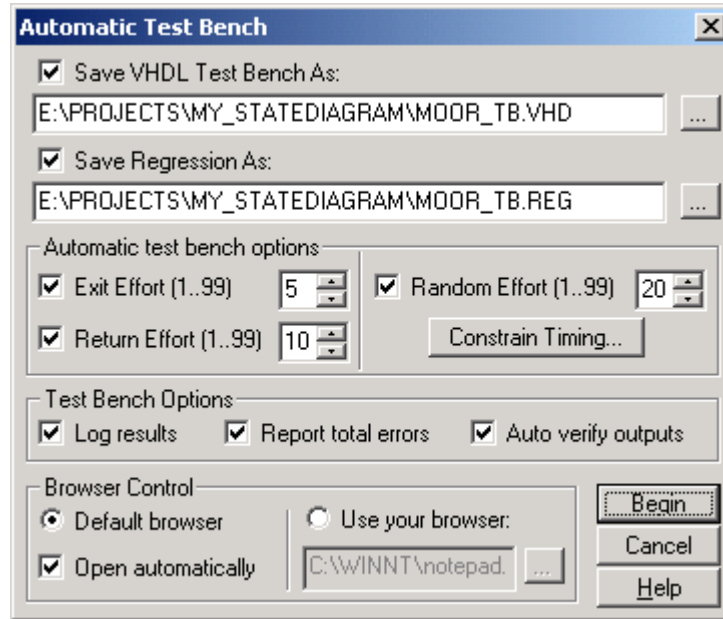 Automatic Test Bench
Save VHDL Test Bench As:
E:\PROJECTS\MY_STATEDIAGRAM\MOOR_TB.VHD ...
Save Regression As:
E:\PROJECTS\MY_STATEDIAGRAM\MOOR_TB.REG ...
Automatic test bench options
Exit Effort (1..99) 5 Random Effort (1..99) 20
Return Effort (1..99) 10 Constrain Timing...
Test Bench Options
Log results Report total errors Auto verify outputs
Browser Control
Default browser Use your browser: Begin
Open automatically C:\WINNT\notepad. ... Cancel
Help